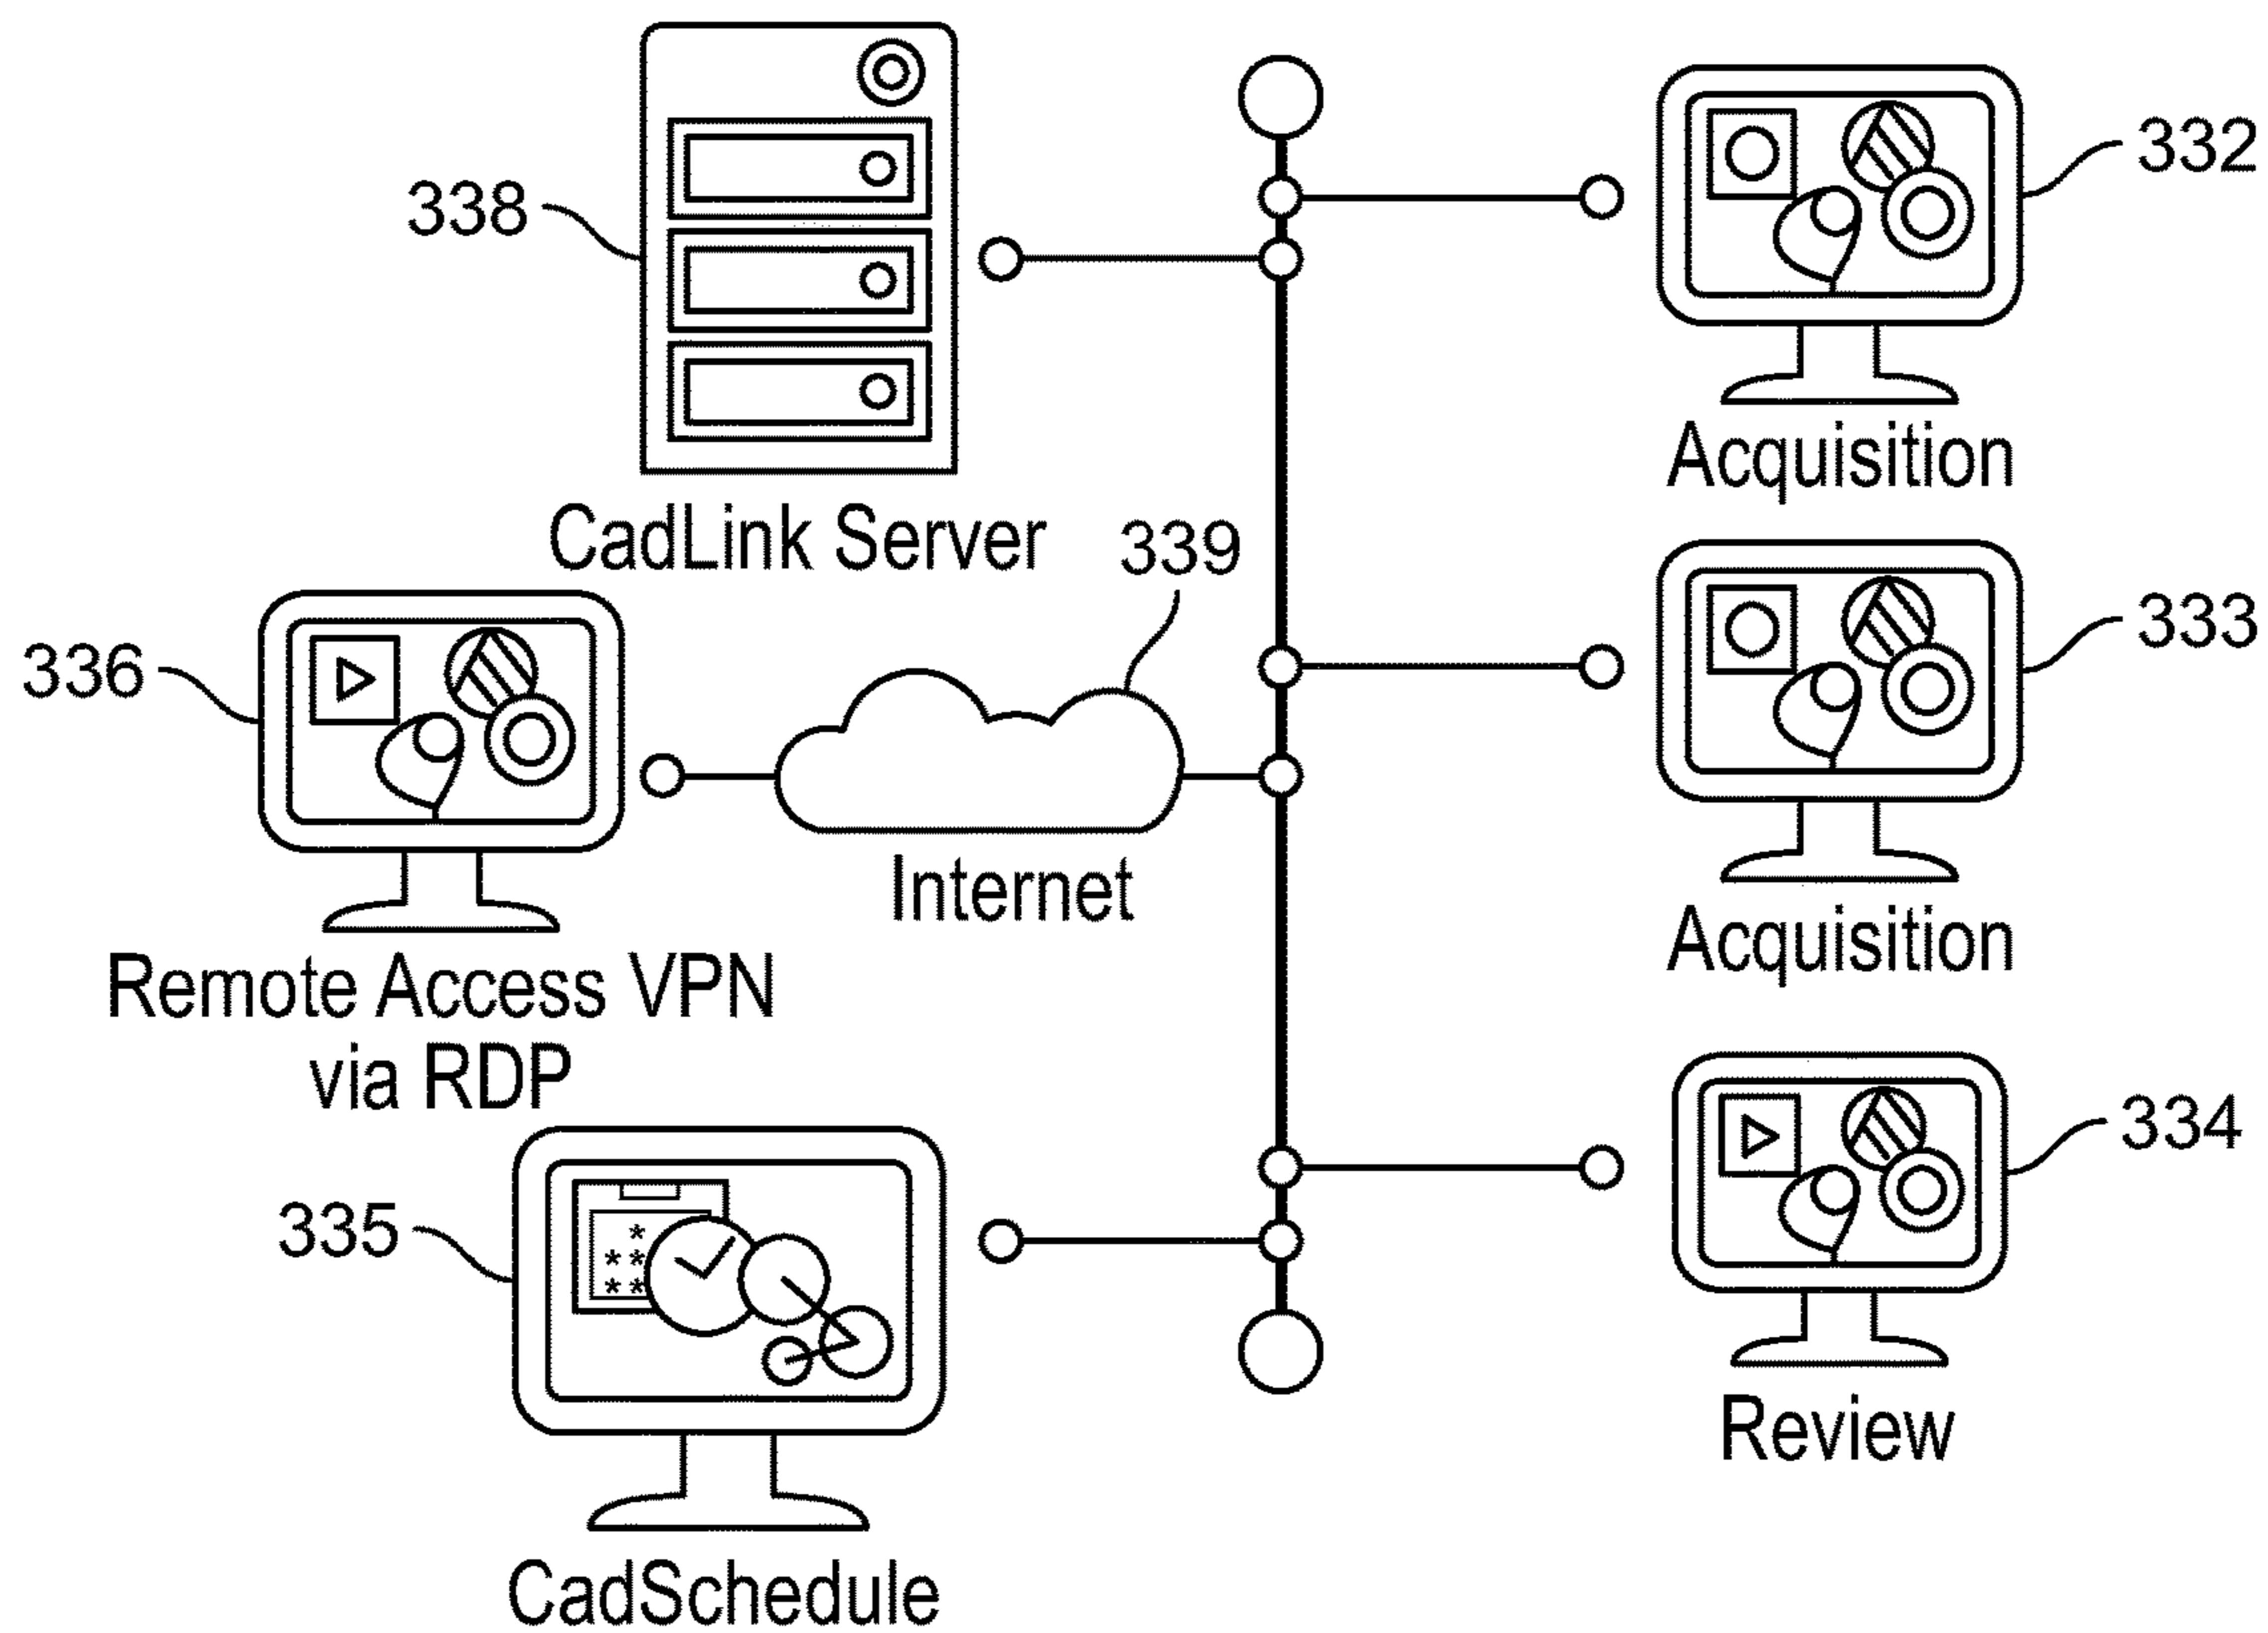 332
338
Acquisition
CadLink Server
339
333
336
Internet
Acquisition
Remote Access VPN
via RDP
334
335
Review
CadSchedule